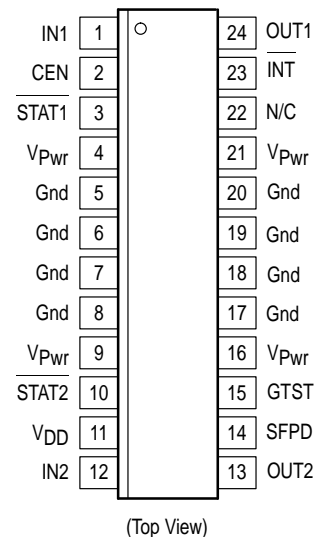 IN1 1 24 OUT1
CEN 2 23 INT
STAT1 3 22 N/C
VPwr 4 21 VPwr
Gnd 5 20 Gnd
Gnd 6 19 Gnd
Gnd 7 18 Gnd
Gnd 8 17 Gnd
VPwr 9 16 VPwr
STAT2 10 15 GTST
VDD 11 14 SFPD
IN2 12 13 OUT2
(Top View)